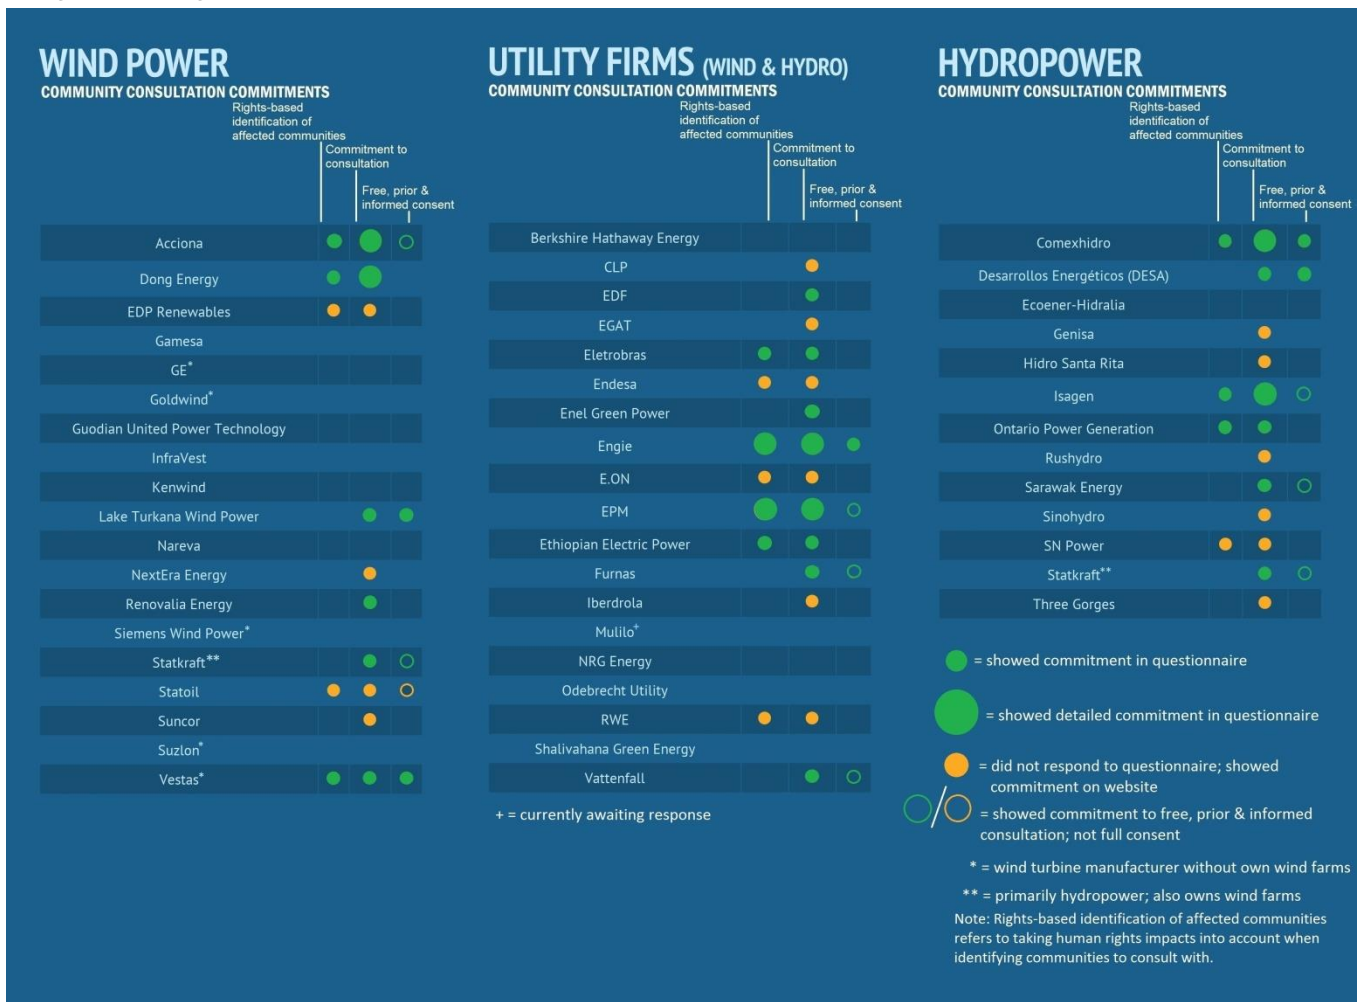 WIND POWER
COMMUNITY CONSULTATION COMMITMENTS
Rights-based
identification of
affected communities
Commitment to
consultation
Free, prior &
informed consent
Acciona
Dong Energy
EDP Renewables
Gamesa
GE*
Goldwind*
Guodian United Power Technology
InfraVest
Kenwind
Lake Turkana Wind Power
Nareva
NextEra Energy
Renovalia Energy
Siemens Wind Power*
Statkraft**
Statoil
Suncor
Suzlon*
Vestas*
UTILITY FIRMS (WIND & HYDRO)
COMMUNITY CONSULTATION COMMITMENTS
Rights-based
identification of
affected communities
Commitment to
consultation
Free, prior &
informed consent
Berkshire Hathaway Energy
CLP
EDF
EGAT
Eletrobras
Endesa
Enel Green Power
Engie
E.ON
EPM
Ethiopian Electric Power
Furnas
Iberdrola
Mulilo+
NRG Energy
Odebrecht Utility
RWE
Shalivahana Green Energy
Vattenfall
+ = currently awaiting response
HYDROPOWER
COMMUNITY CONSULTATION COMMITMENTS
Rights-based
identification of
affected communities
Commitment to
consultation
Free, prior &
informed consent
Comexhidro
Desarrollos Energéticos (DESA)
Ecoener-Hidralia
Genisa
Hidro Santa Rita
Isagen
Ontario Power Generation
Rushydro
Sarawak Energy
Sinohydro
SN Power
Statkraft**
Three Gorges
= showed commitment in questionnaire
= showed detailed commitment in questionnaire
= did not respond to questionnaire; showed
commitment on website
/ = showed commitment to free, prior & informed
consultation; not full consent
* = wind turbine manufacturer without own wind farms
** = primarily hydropower; also owns wind farms
Note: Rights-based identification of affected communities
refers to taking human rights impacts into account when
identifying communities to consult with.